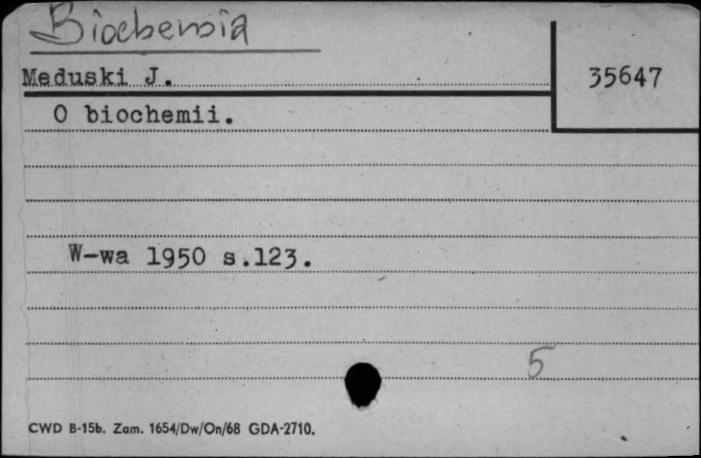 Biochemia
Meduski J.
35647
O biochemii.
W-wa 1950 s.123.
5
CWD B-15b. Zam. 1654/Dw/On/68 GDA-2710.